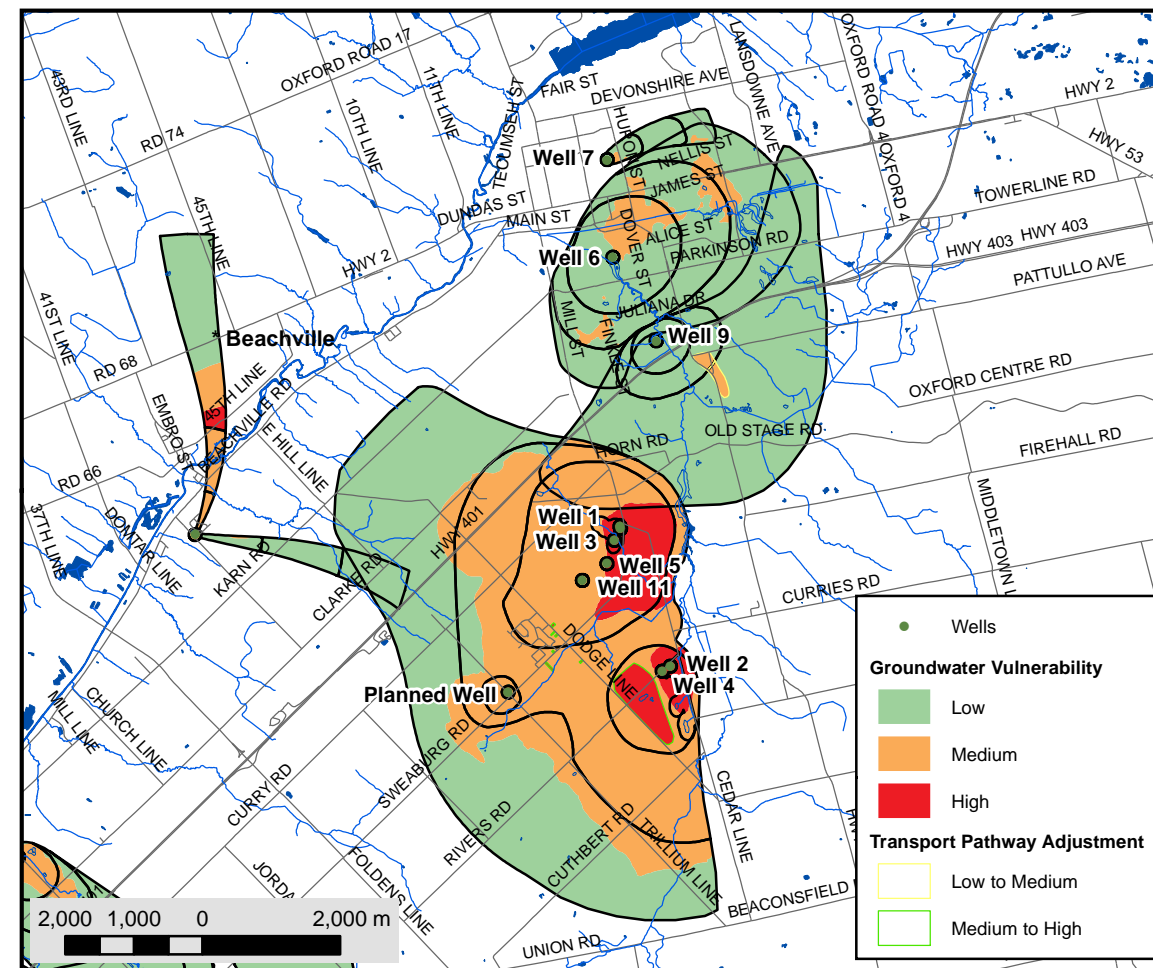 OXFORD ROAD 17
43RD LINE
11TH LINE
10TH LINE
RD 74
TECUMSEH ST
FAIR ST
DEVONSHIRE AVE
LANSDOWNE AVE
OXFORD ROAD 4
OXFORD 4
HWY 2
HWY 53
TOWERLINE RD
HWY 403
HWY 403
PATTULLO AVE
Well 7
NELLIS ST
JAMES ST
DUNDAS ST
MAIN ST
DOVER ST
ALICE ST
PARKINSON RD
Well 6
HWY 2
45TH LINE
41ST LINE
JULIANA DR
MILL ST
Well 9
* Beachville
RD 68
45TH LINE
BEACHVILLE RD
EMBRO ST
E HILL LINE
OXFORD CENTRE RD
OLD STAGE RD
HORN RD
FIREHALL RD
RD 66
37TH LINE
DOMTAR LINE
KARN RD
CLARKE RD
HWY 401
Well 1
Well 3
Well 5
Well 11
MIDDLETOWN L
CURRIES RD
DODGE LINE
Well 2
Well 4
Planned Well
MILL LINE
CHURCH LINE
CURRY RD
SWEABURG RD
RIVERS RD
CUTHBERT RD
TRILLIUM LINE
CEDAR LINE
FOLDENS LINE
JORDA
BEACONSFIELD
UNION RD
Wells
Groundwater Vulnerability
Low
Medium
High
Transport Pathway Adjustment
Low to Medium
Medium to High
2,000 1,000 0 2,000 m